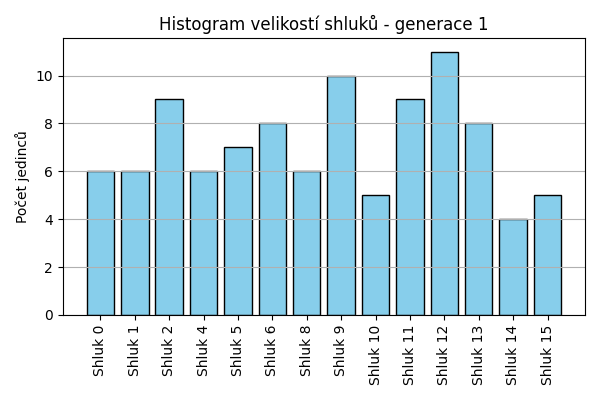 Histogram velikostí shluků - generace 1
Počet jedinců
10
8
6
4
2
0
Shluk 0
Shluk 1
Shluk 2
Shluk 4
Shluk 5
Shluk 6
Shluk 8
Shluk 9
Shluk 10
Shluk 11
Shluk 12
Shluk 13
Shluk 14
Shluk 15